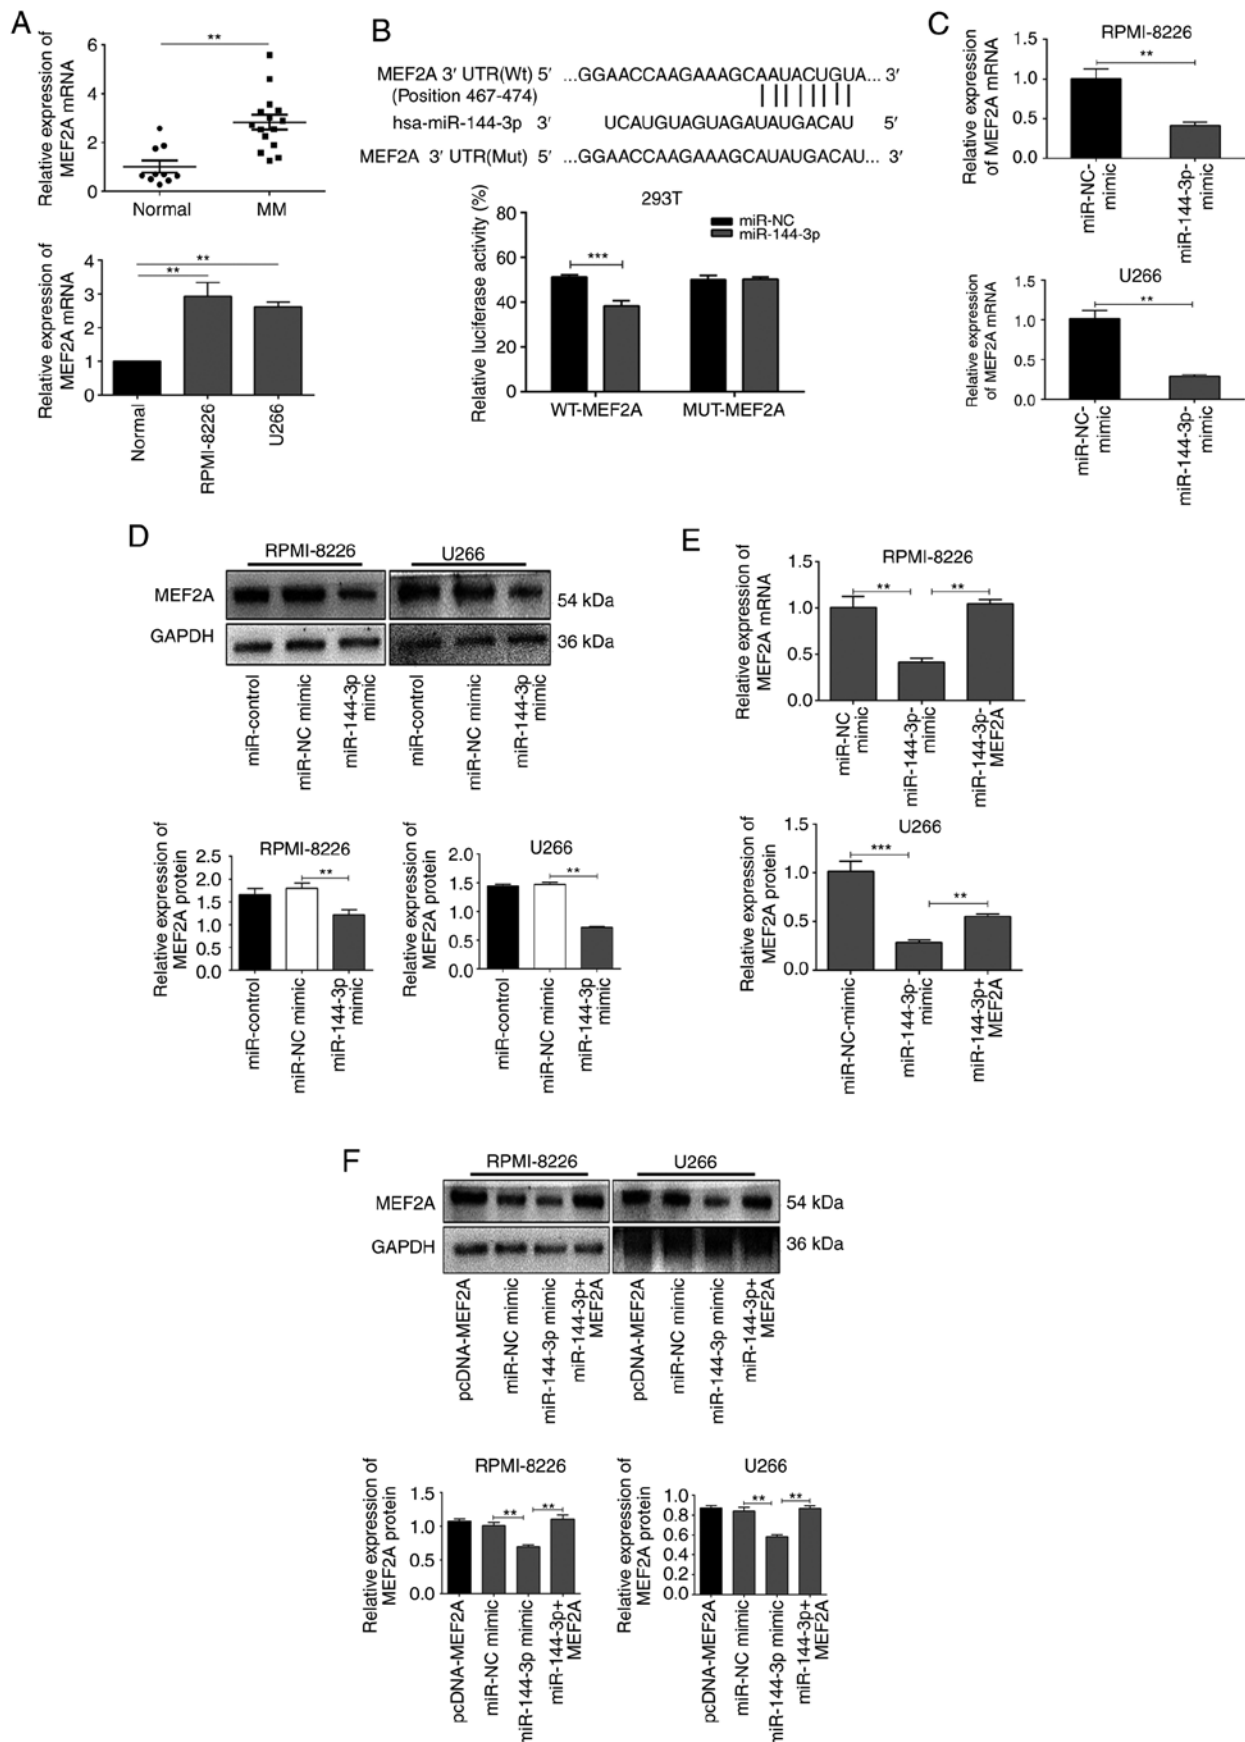 A
Relative expression of
MEF2A mRNA
6
4
2
0
**
Normal
MM
Relative expression of
MEF2A mRNA
4
3
2
1
0
**
**
Normal
RPMI-8226
U266
B
MEF2A 3′ UTR(Wt) 5′ ...GGAACCAAGAAAGCAAUACUGUA... 3′
(Position 467-474)
hsa-miR-144-3p 3′ UCAUGUAGUAGAUAUGACAU 5′
MEF2A 3′ UTR(Mut) 5′ ...GGAACCAAGAAAGCAUAUGACAU... 3′
293T
Relative luciferase activity (%)
80
60
40
20
0
miR-NC
miR-144-3p
***
WT-MEF2A
MUT-MEF2A
C
RPMI-8226
Relative expression
of MEF2A mRNA
1.5
1.0
0.5
0.0
**
miR-NC-
mimic
miR-144-3p-
mimic
U266
Relative expression
of MEF2A mRNA
1.5
1.0
0.5
0.0
**
miR-NC-
mimic
miR-144-3p-
mimic
D
RPMI-8226
U266
MEF2A
54 kDa
GAPDH
36 kDa
miR-control
miR-NC mimic
miR-144-3p
mimic
miR-control
miR-NC mimic
miR-144-3p
mimic
RPMI-8226
Relative expression of
MEF2A protein
2.5
2.0
1.5
1.0
0.5
0.0
**
miR-control
miR-NC mimic
miR-144-3p
mimic
U266
Relative expression of
MEF2A protein
2.0
1.5
1.0
0.5
0.0
**
miR-control
miR-NC mimic
miR-144-3p
mimic
E
RPMI-8226
Relative expression of
MEF2A mRNA
1.5
1.0
0.5
0.0
**
**
miR-NC
mimic
miR-144-3p-
mimic
miR-144-3p-
MEF2A
U266
Relative expression of
MEF2A protein
1.5
1.0
0.5
0.0
***
**
miR-NC-mimic
miR-144-3p-
mimic
miR-144-3p+
MEF2A
F
RPMI-8226
U266
MEF2A
54 kDa
GAPDH
36 kDa
pcDNA-MEF2A
miR-NC mimic
miR-144-3p mimic
miR-144-3p+
MEF2A
pcDNA-MEF2A
miR-NC mimic
miR-144-3p mimic
miR-144-3p+
MEF2A
RPMI-8226
Relative expression of
MEF2A protein
1.5
1.0
0.5
0.0
**
**
pcDNA-MEF2A
miR-NC mimic
miR-144-3p mimic
miR-144-3p+
MEF2A
U266
Relative expression of
MEF2A protein
1.0
0.8
0.6
0.4
0.2
0.0
**
**
pcDNA-MEF2A
miR-NC mimic
miR-144-3p mimic
miR-144-3p+
MEF2A